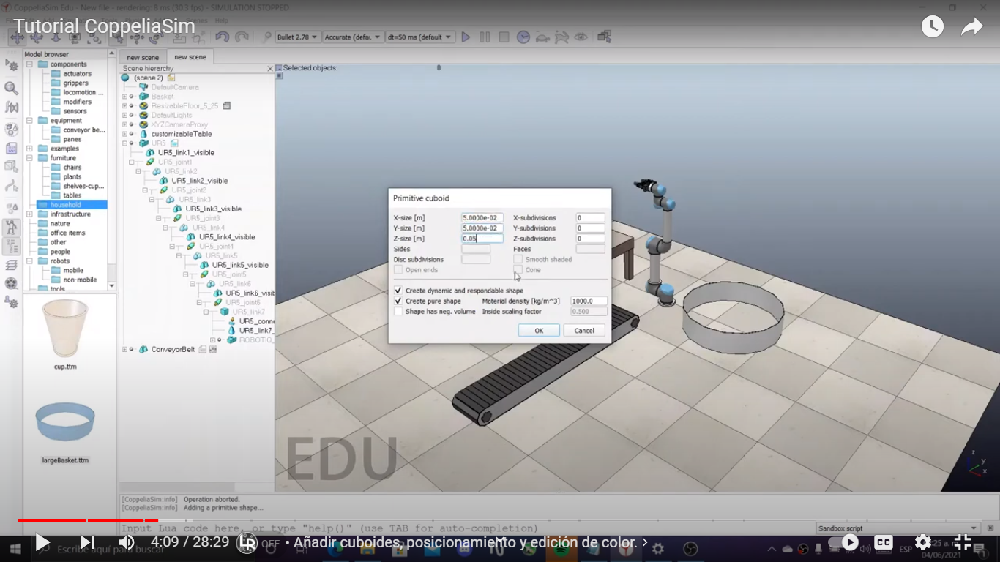 CoppeliaSim Edu - New file - rendering: 8 ms (30.3 fps) - SIMULATION STOPPED
Tutorial CoppeliaSim
Bullet 2.78
Accurate (defau
dt=50 ms (default
Model browser
components
actuators
grippers
locomotion ...
modifiers
sensors
equipment
conveyor be...
panes
examples
furniture
chairs
plants
shelves-cup...
tables
household
infrastructure
nature
office items
other
people
robots
mobile
non-mobile
tools
cup.ttm
largeBasket.ttm
new scene
new scene
Scene hierarchy
(scene 2)
DefaultCamera
Basket
ResizableFloor_5_25
DefaultLights
XYZCameraProxy
customizableTable
UR5
UR5_link1_visible
UR5_joint1
UR5_link2
UR5_link2_visible
UR5_joint2
UR5_link3
UR5_link3_visible
UR5_joint3
UR5_link4
UR5_link4_visible
UR5_joint4
UR5_link5
UR5_link5_visible
UR5_joint5
UR5_link6
UR5_link6_visib
UR5_joint6
UR5_link7
UR5_conne
UR5_link7_
ROBOTIQ_
ConveyorBelt
Selected objects: 0
Primitive cuboid
X-size [m] 5.0000e-02 X-subdivisions 0
Y-size [m] 5.0000e-02 Y-subdivisions 0
Z-size [m] 0.05 Z-subdivisions 0
Sides Faces
Disc subdivisions Smooth shaded
Open ends Cone
Create dynamic and respondable shape
Create pure shape Material density [kg/m^3] 1000.0
Shape has neg. volume Inside scaling factor 0.500
OK Cancel
EDU
z
y
x
[CoppeliaSim:info] Operation aborted.
[CoppeliaSim:info] Adding a primitive shape...
Input Lua code here, or type "help()" (use TAB for auto-completion)
Sandbox script
Escribe aquí para buscar
4:09 / 28:29 LR OFF • Añadir cuboides, posicionamiento y edición de color. >
CC
ESP
:25 a. m.
04/06/2021